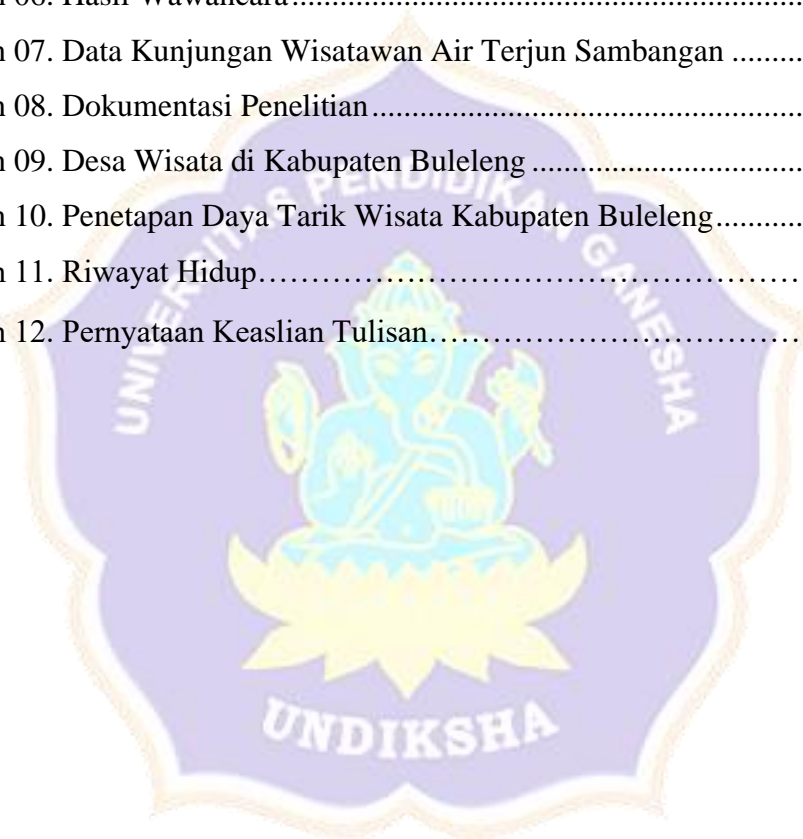 n 06. Hasil Wawancara....................................................................
n 07. Data Kunjungan Wisatawan Air Terjun Sambangan .........
n 08. Dokumentasi Penelitian......................................................
n 09. Desa Wisata di Kabupaten Buleleng ..................................
n 10. Penetapan Daya Tarik Wisata Kabupaten Buleleng...........
n 11. Riwayat Hidup……………………………………………
n 12. Pernyataan Keaslian Tulisan………………………………
UNIVERSITAS PENDIDIKAN GANESHA
UNDIKSHA